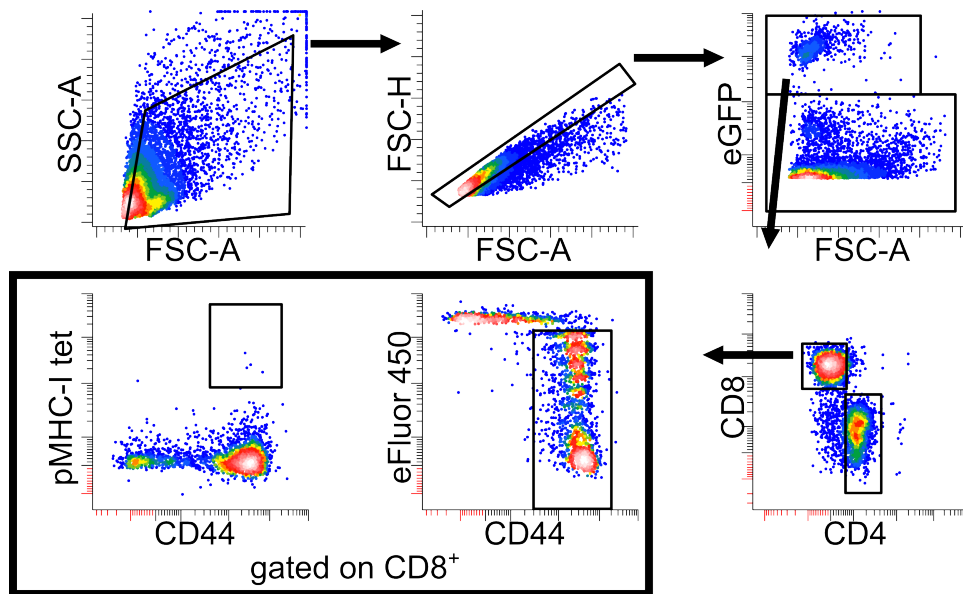 SSC-A
FSC-A
FSC-H
FSC-A
eGFP
FSC-A
pMHC-I tet
CD44
eFluor 450
CD44
CD8
CD4
gated on CD8⁺